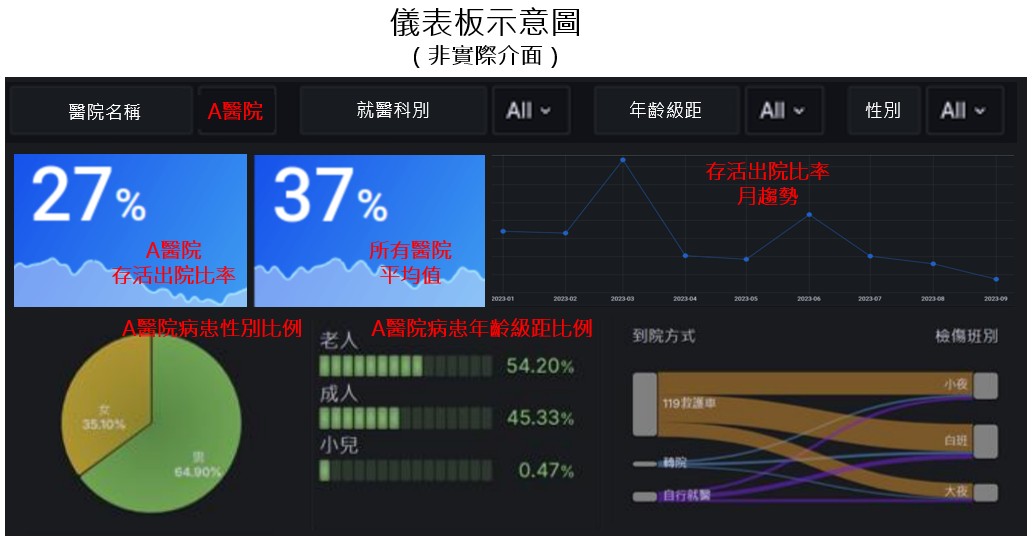 儀表板示意圖
(非實際介面)
醫院名稱
A醫院
就醫科別
All
年齡級距
All
性別
All
27%
A醫院
存活出院比率
37%
所有醫院
平均值
存活出院比率
月趨勢
2023-01
2023-02
2023-03
2023-04
2023-05
2023-06
2023-07
2023-08
2023-09
A醫院病患性別比例
女
35.10%
男
64.90%
A醫院病患年齡級距比例
老人
54.20%
成人
45.33%
小兒
0.47%
到院方式
檢傷班別
119救護車
轉院
自行就醫
小夜
白班
大夜